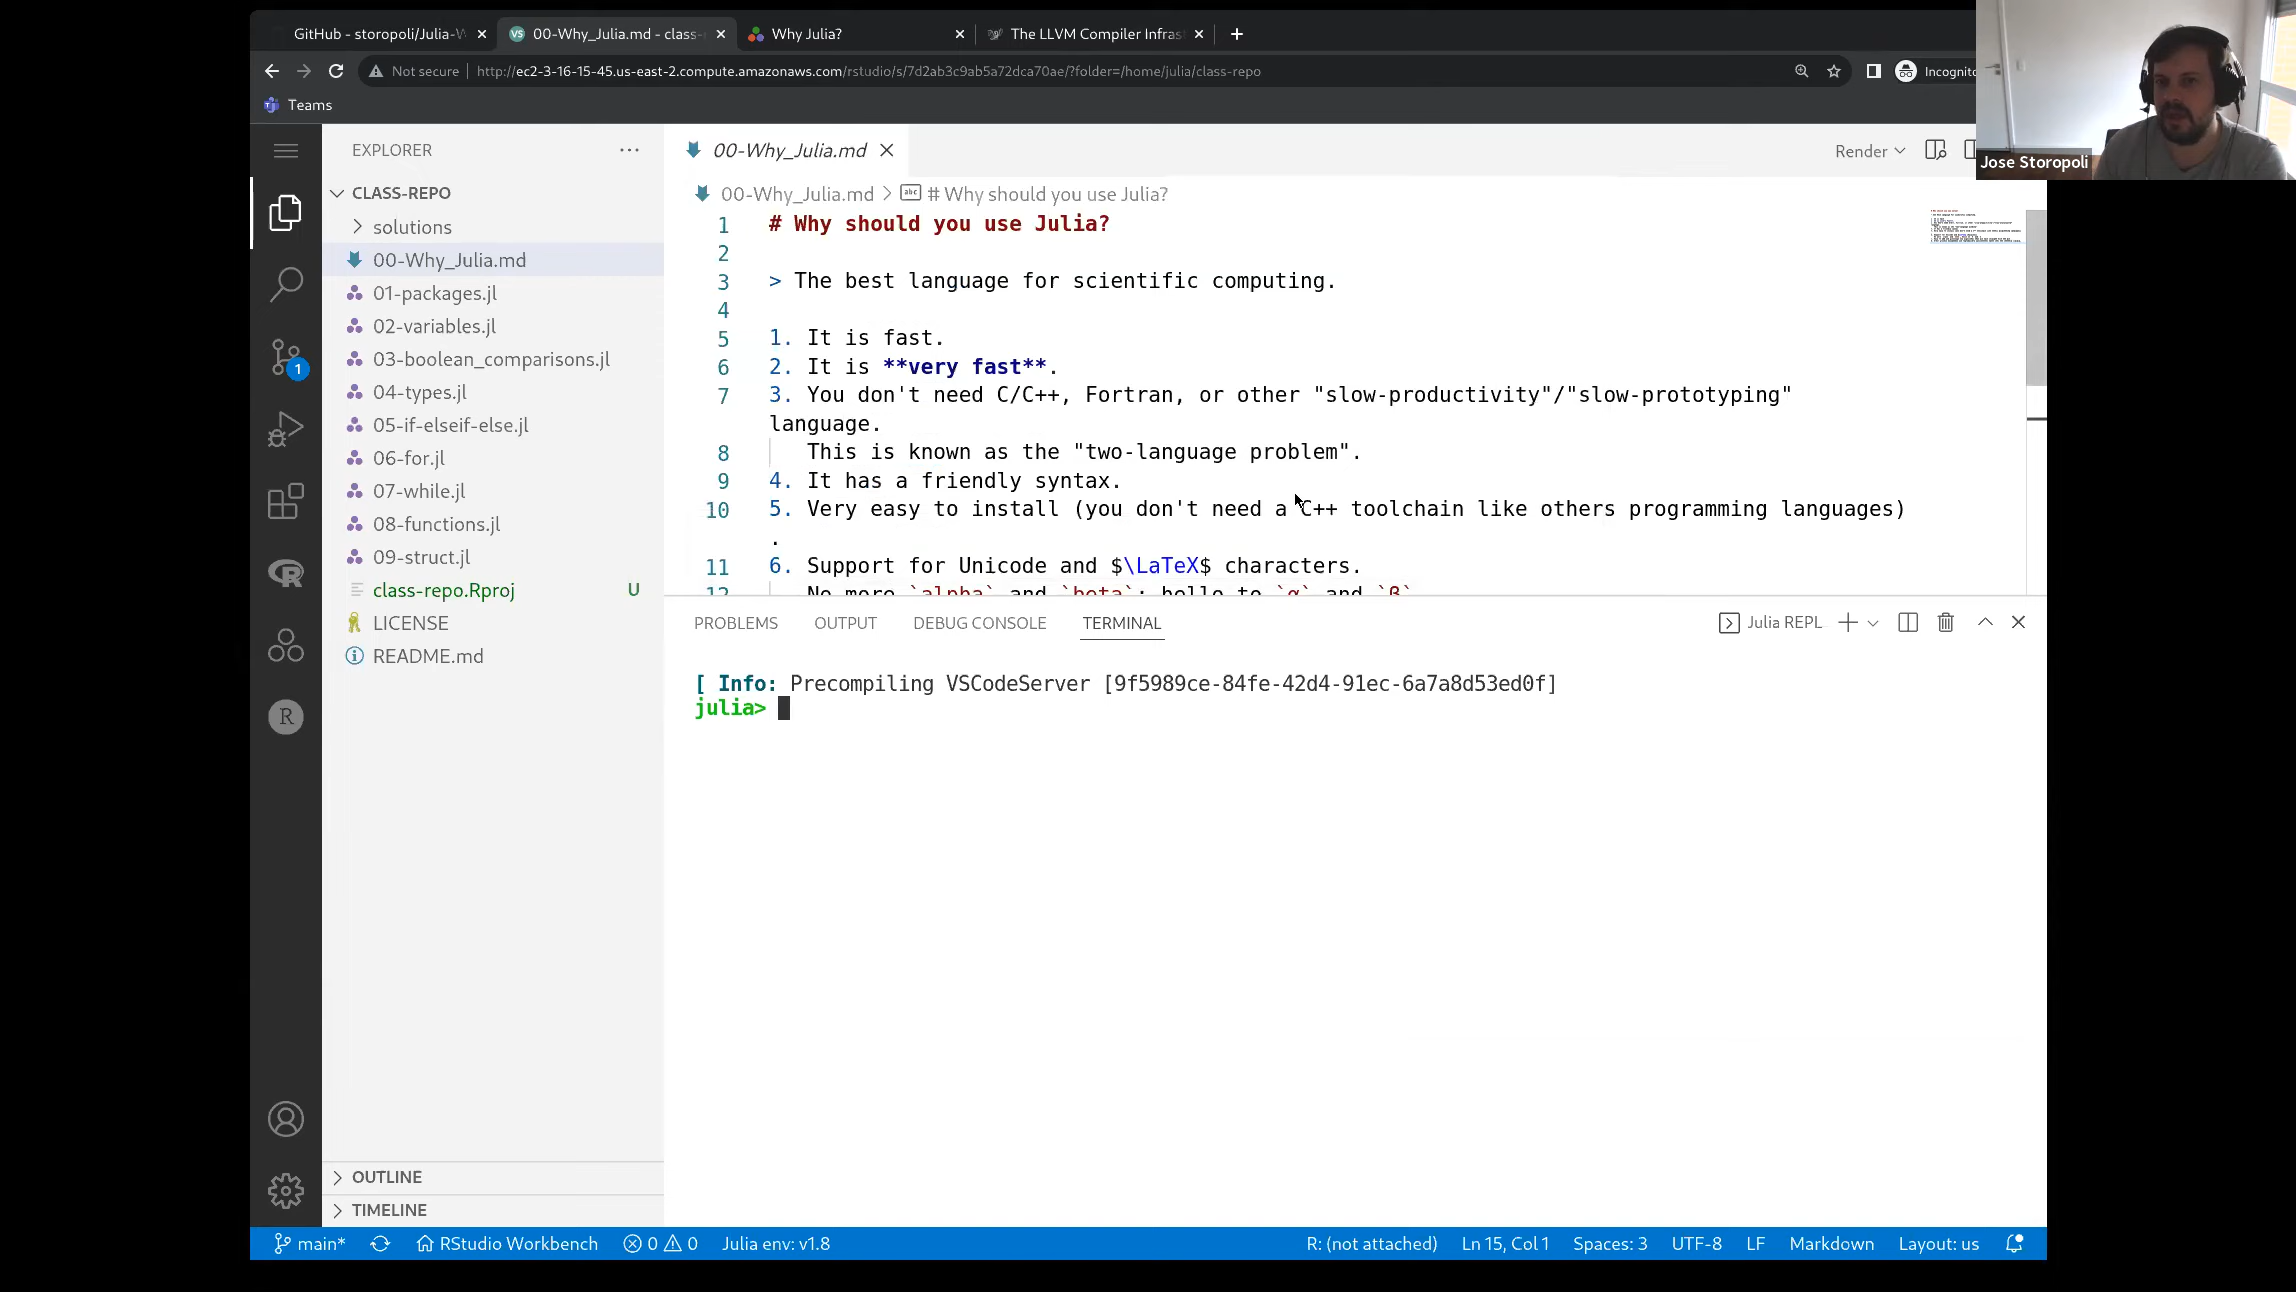 GitHub - storopoli/Julia-W
00-Why_Julia.md - class-
Why Julia?
The LLVM Compiler Infras
Not secure
http://ec2-3-16-15-45.us-east-2.compute.amazonaws.com/rstudio/s/7d2ab3c9ab5a72dca70ae/?folder=/home/julia/class-repo
Incognito
Teams
Jose Storopoli
EXPLORER
CLASS-REPO
solutions
00-Why_Julia.md
01-packages.jl
02-variables.jl
03-boolean_comparisons.jl
04-types.jl
05-if-elseif-else.jl
06-for.jl
07-while.jl
08-functions.jl
09-struct.jl
class-repo.Rproj U
LICENSE
README.md
OUTLINE
TIMELINE
00-Why_Julia.md
Render
00-Why_Julia.md > # Why should you use Julia?
1 # Why should you use Julia?
2
3 > The best language for scientific computing.
4
5 1. It is fast.
6 2. It is **very fast**.
7 3. You don't need C/C++, Fortran, or other "slow-productivity"/"slow-prototyping"
language.
8 This is known as the "two-language problem".
9 4. It has a friendly syntax.
10 5. Very easy to install (you don't need a C++ toolchain like others programming languages)
.
11 6. Support for Unicode and $\LaTeX$ characters.
12 No more `alpha` and `beta`; hello to `α` and `β`
PROBLEMS OUTPUT DEBUG CONSOLE TERMINAL
Julia REPL
[ Info: Precompiling VSCodeServer [9f5989ce-84fe-42d4-91ec-6a7a8d53ed0f]
julia>
main* RStudio Workbench 0 0 Julia env: v1.8 R: (not attached) Ln 15, Col 1 Spaces: 3 UTF-8 LF Markdown Layout: us